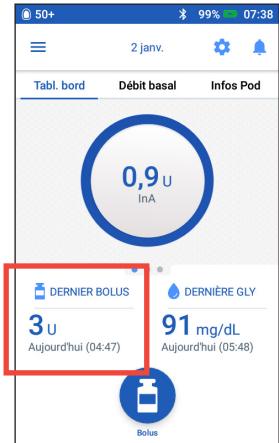 50+ 99% 07:38
2 janv.
Tabl. bord Débit basal Infos Pod
0,9 U
InA
DERNIER BOLUS DERNIÈRE GLY
3 U 91 mg/dL
Aujourd'hui (04:47) Aujourd'hui (05:48)
Bolus